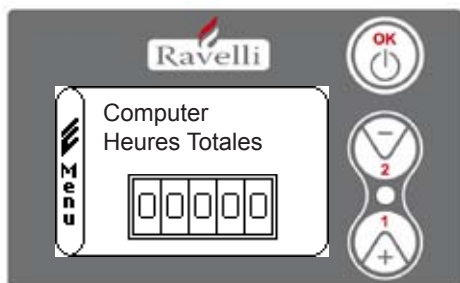 Ravelli
OK
Computer
Heures Totales
Menu
00000
−
2
1
+